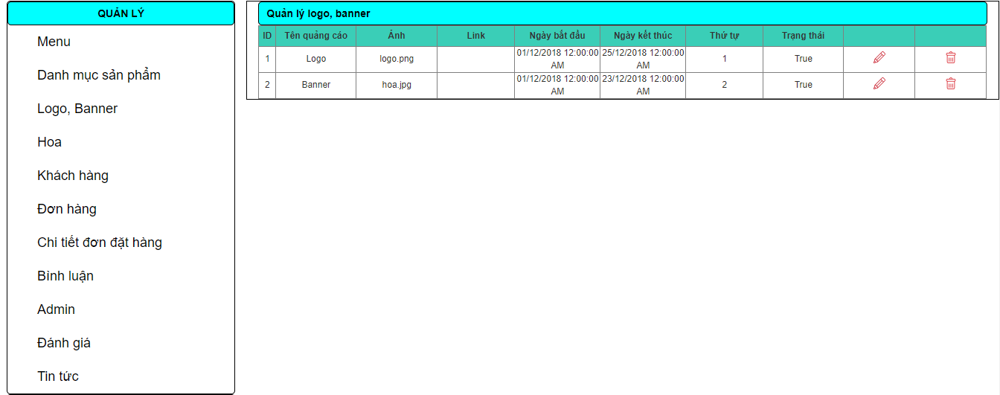 QUẢN LÝ
Menu
Danh mục sản phẩm
Logo, Banner
Hoa
Khách hàng
Đơn hàng
Chi tiết đơn đặt hàng
Bình luận
Admin
Đánh giá
Tin tức
Quản lý logo, banner
ID Tên quảng cáo Ảnh Link Ngày bắt đầu Ngày kết thúc Thứ tự Trạng thái
1 Logo logo.png 01/12/2018 12:00:00 AM 25/12/2018 12:00:00 AM 1 True
2 Banner hoa.jpg 01/12/2018 12:00:00 AM 23/12/2018 12:00:00 AM 2 True